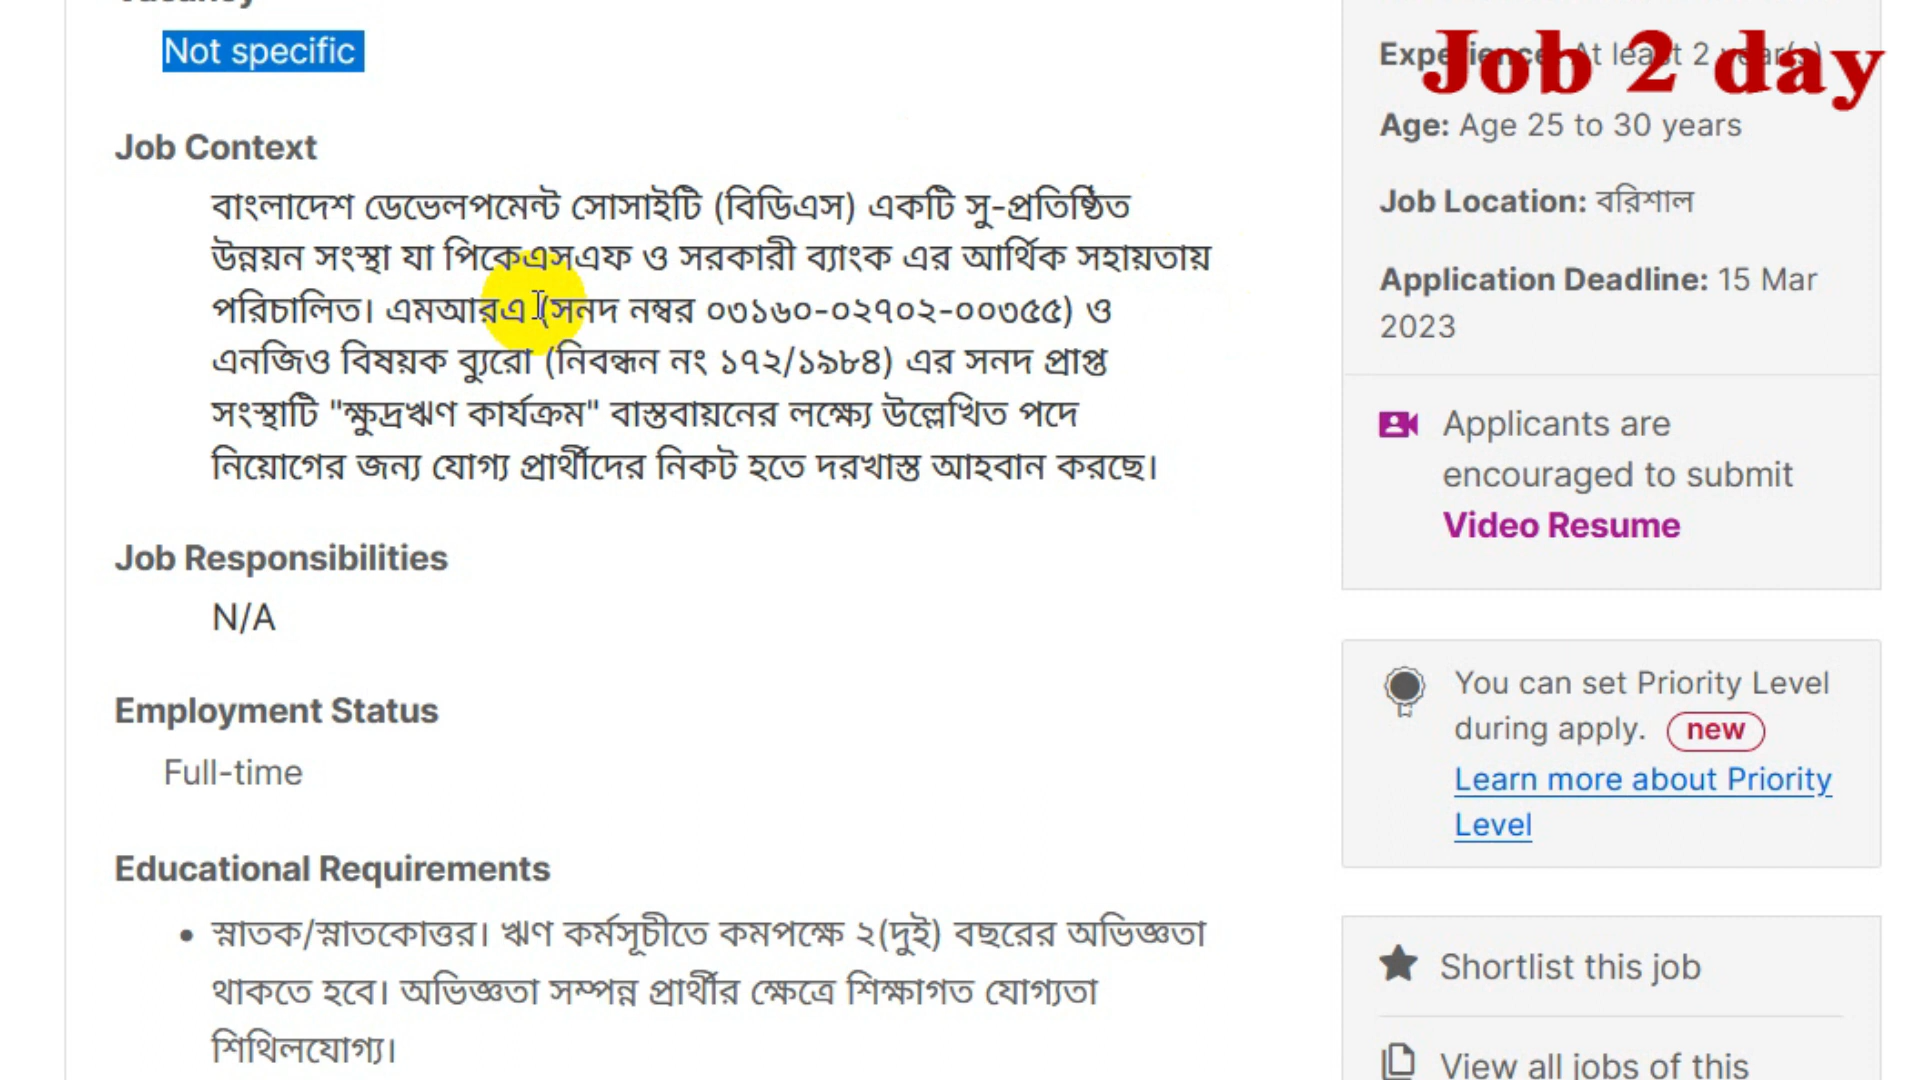 Not specific
Job Context
বাংলাদেশ ডেভেলপমেন্ট সোসাইটি (বিডিএস) একটি সু-প্রতিষ্ঠিত
উন্নয়ন সংস্থা যা পিকেএসএফ ও সরকারী ব্যাংক এর আর্থিক সহায়তায়
পরিচালিত। এমআরএ (সনদ নম্বর ০৩১৬০-০২৭০২-০০৩৫৫) ও
এনজিও বিষয়ক ব্যুরো (নিবন্ধন নং ১৭২/১৯৮৪) এর সনদ প্রাপ্ত
সংস্থাটি "ক্ষুদ্রঋণ কার্যক্রম" বাস্তবায়নের লক্ষ্যে উল্লেখিত পদে
নিয়োগের জন্য যোগ্য প্রার্থীদের নিকট হতে দরখাস্ত আহবান করছে।
Job Responsibilities
N/A
Employment Status
Full-time
Educational Requirements
• স্নাতক/স্নাতকোত্তর। ঋণ কর্মসূচীতে কমপক্ষে ২(দুই) বছরের অভিজ্ঞতা
থাকতে হবে। অভিজ্ঞতা সম্পন্ন প্রার্থীর ক্ষেত্রে শিক্ষাগত যোগ্যতা
শিথিলযোগ্য।
Job 2 day
Experience: At least 2 year(s)
Age: Age 25 to 30 years
Job Location: বরিশাল
Application Deadline: 15 Mar
2023
Applicants are
encouraged to submit
Video Resume
You can set Priority Level
during apply. new
Learn more about Priority
Level
Shortlist this job
View all jobs of this